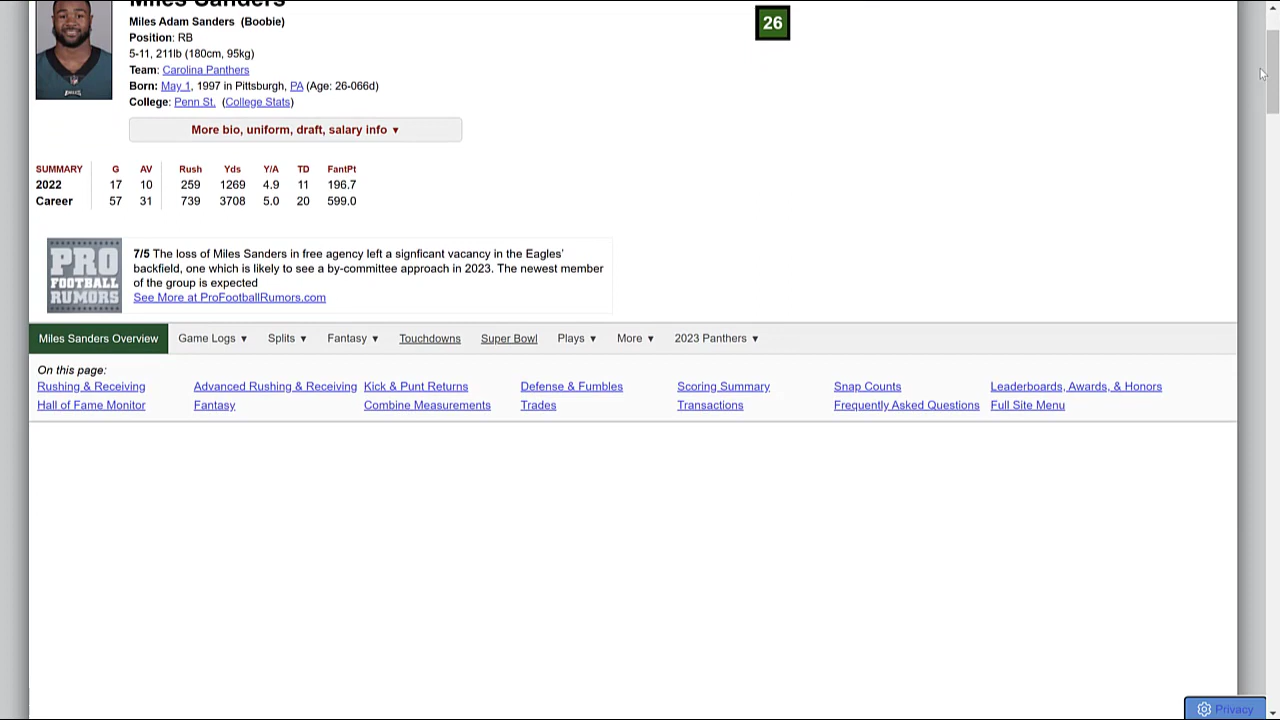 Miles Sanders
Miles Adam Sanders (Boobie)
Position: RB
5-11, 211lb (180cm, 95kg)
Team: Carolina Panthers
Born: May 1, 1997 in Pittsburgh, PA (Age: 26-066d)
College: Penn St. (College Stats)
More bio, uniform, draft, salary info ▼
26
SUMMARY G AV Rush Yds Y/A TD FantPt
2022 17 10 259 1269 4.9 11 196.7
Career 57 31 739 3708 5.0 20 599.0
PRO
FOOTBALL
RUMORS
7/5 The loss of Miles Sanders in free agency left a signficant vacancy in the Eagles'
backfield, one which is likely to see a by-committee approach in 2023. The newest member
of the group is expected
See More at ProFootballRumors.com
Miles Sanders Overview Game Logs ▼ Splits ▼ Fantasy ▼ Touchdowns Super Bowl Plays ▼ More ▼ 2023 Panthers ▼
On this page:
Rushing & Receiving Advanced Rushing & Receiving Kick & Punt Returns Defense & Fumbles Scoring Summary Snap Counts Leaderboards, Awards, & Honors
Hall of Fame Monitor Fantasy Combine Measurements Trades Transactions Frequently Asked Questions Full Site Menu
Privacy